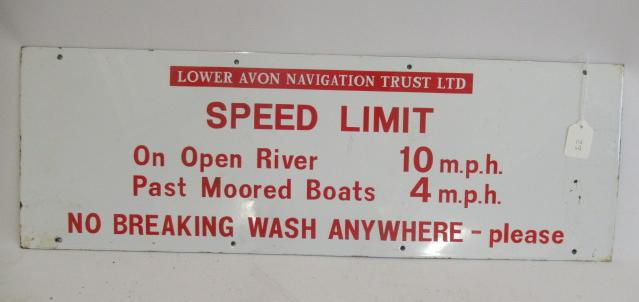 LOWER AVON NAVIGATION TRUST LTD
SPEED LIMIT
On Open River 10 m.p.h.
Past Moored Boats 4 m.p.h.
NO BREAKING WASH ANYWHERE - please